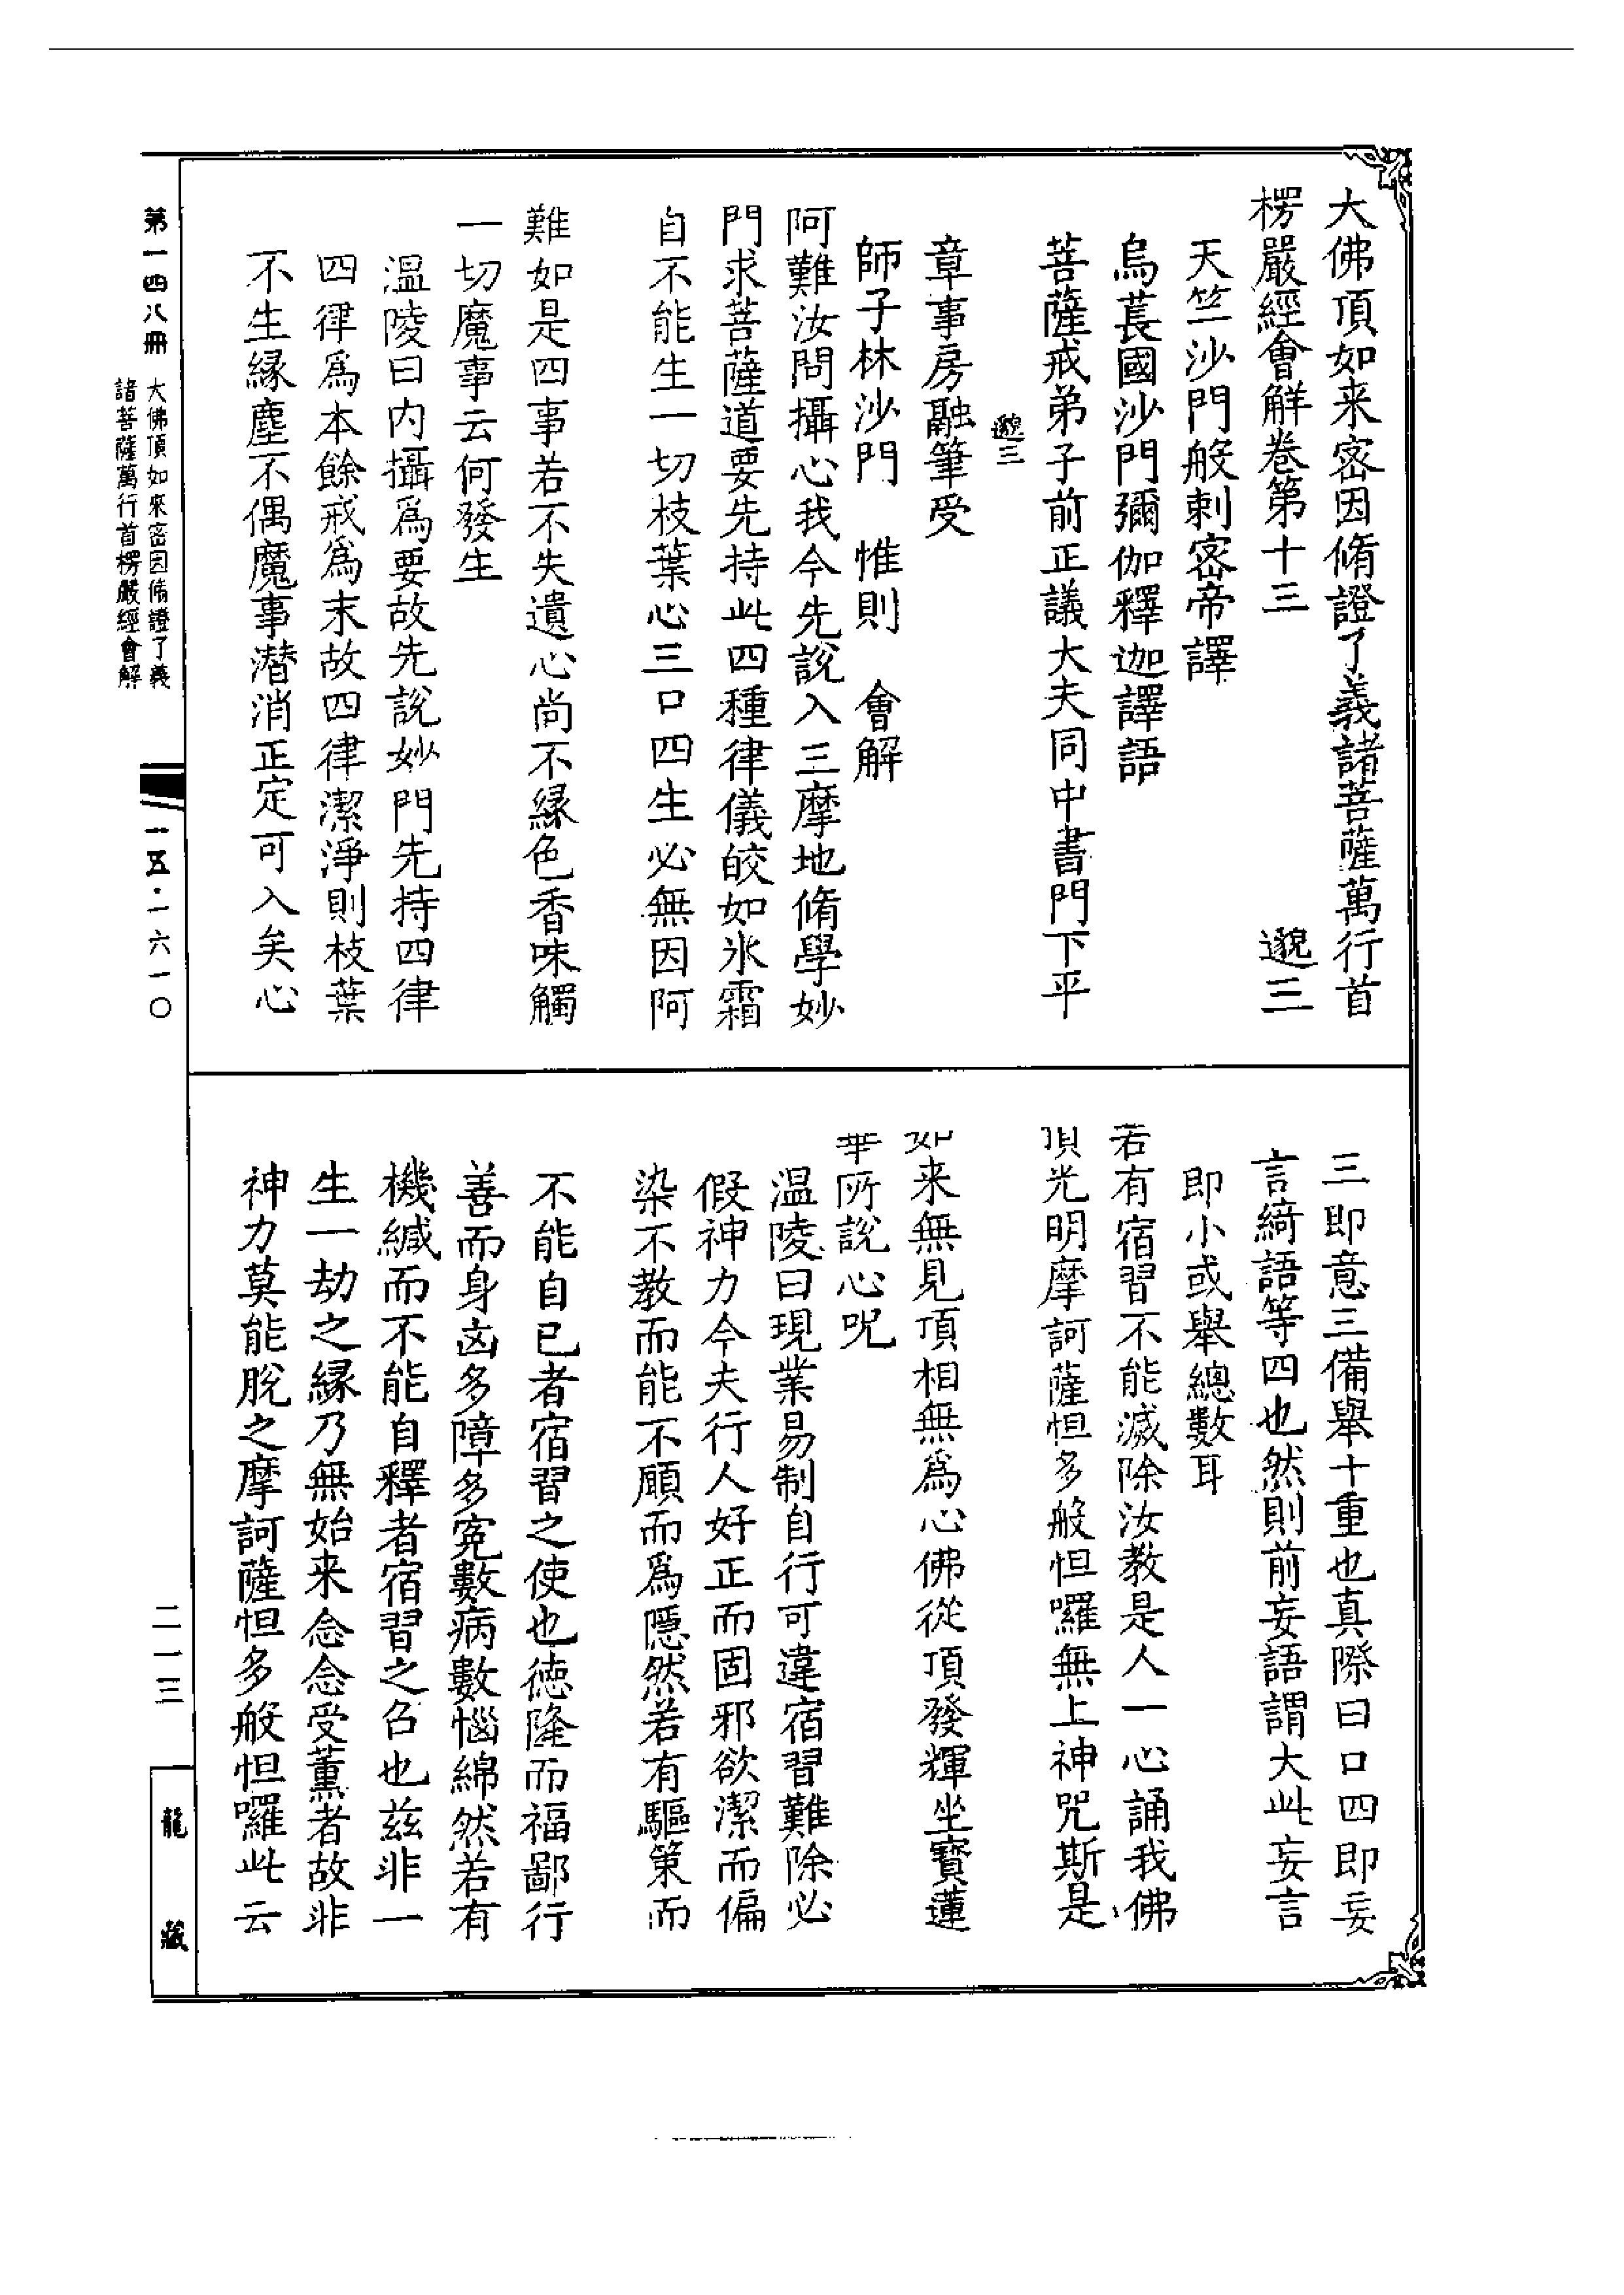 大佛頂如来密因脩證了義諸菩薩萬行首
楞嚴經會解卷第十三　邈三
天竺沙門般剌密帝譯
烏萇國沙門彌伽釋迦譯語
菩薩戒弟子前正議大夫同中書門下平
邈三
章事房融筆受
師子林沙門　惟則　會解
阿難汝問攝心我今先說入三摩地脩學妙
門求菩薩道要先持此四種律儀皎如氷霜
自不能生一切枝葉心三口四生必無因阿
難如是四事若不失遺心尚不緣色香味觸
一切魔事云何發生
温陵曰内攝爲要故先說妙門先持四律
四律爲本餘戒爲末故四律潔淨則枝葉
不生緣塵不偶魔事潜消正定可入矣心
三即意三備舉十重也真際曰口四即妄
言綺語等四也然則前妄語謂大此妄言
即小或舉總數耳
若有宿習不能滅除汝教是人一心誦我佛
頂光明摩訶薩怛多般怛囉無上神咒斯是
如来無見頂相無爲心佛從頂發輝坐寳蓮
華所說心呪
温陵曰現業易制自行可違宿習難除必
假神力今夫行人好正而固邪欲潔而偏
染不教而能不願而爲隱然若有驅策而
不能自已者宿習之使也德隆而福鄙行
善而身凶多障多寃數病數惱綿然若有
機緘而不能自釋者宿習之召也兹非一
生一劫之緣乃無始来念念受薰者故非
神力莫能脫之摩訶薩怛多般怛囉此云
第一四八冊
大佛頂如來密因脩證了義
諸菩薩萬行首楞嚴經會解
一五·一六一〇
二一三
龍藏